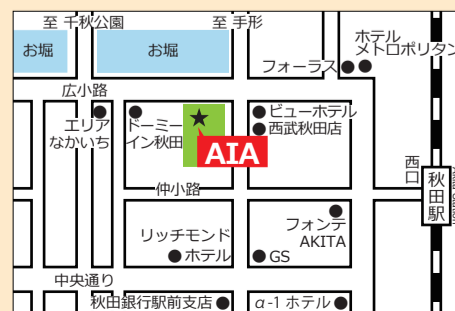 至 千秋公園
至 手形
お堀
お堀
ホテル
メトロポリタン
フォーラス
広小路
エリア
なかいち
ドーミー
イン秋田
ビューホテル
西武秋田店
AIA
西口
秋田駅
仲小路
フォンテ
AKITA
リッチモンド
ホテル
GS
中央通り
秋田銀行駅前支店
α-1 ホテル